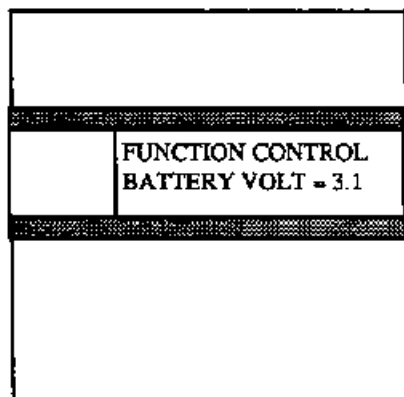 FUNCTION CONTROL
BATTERY VOLT = 3.1